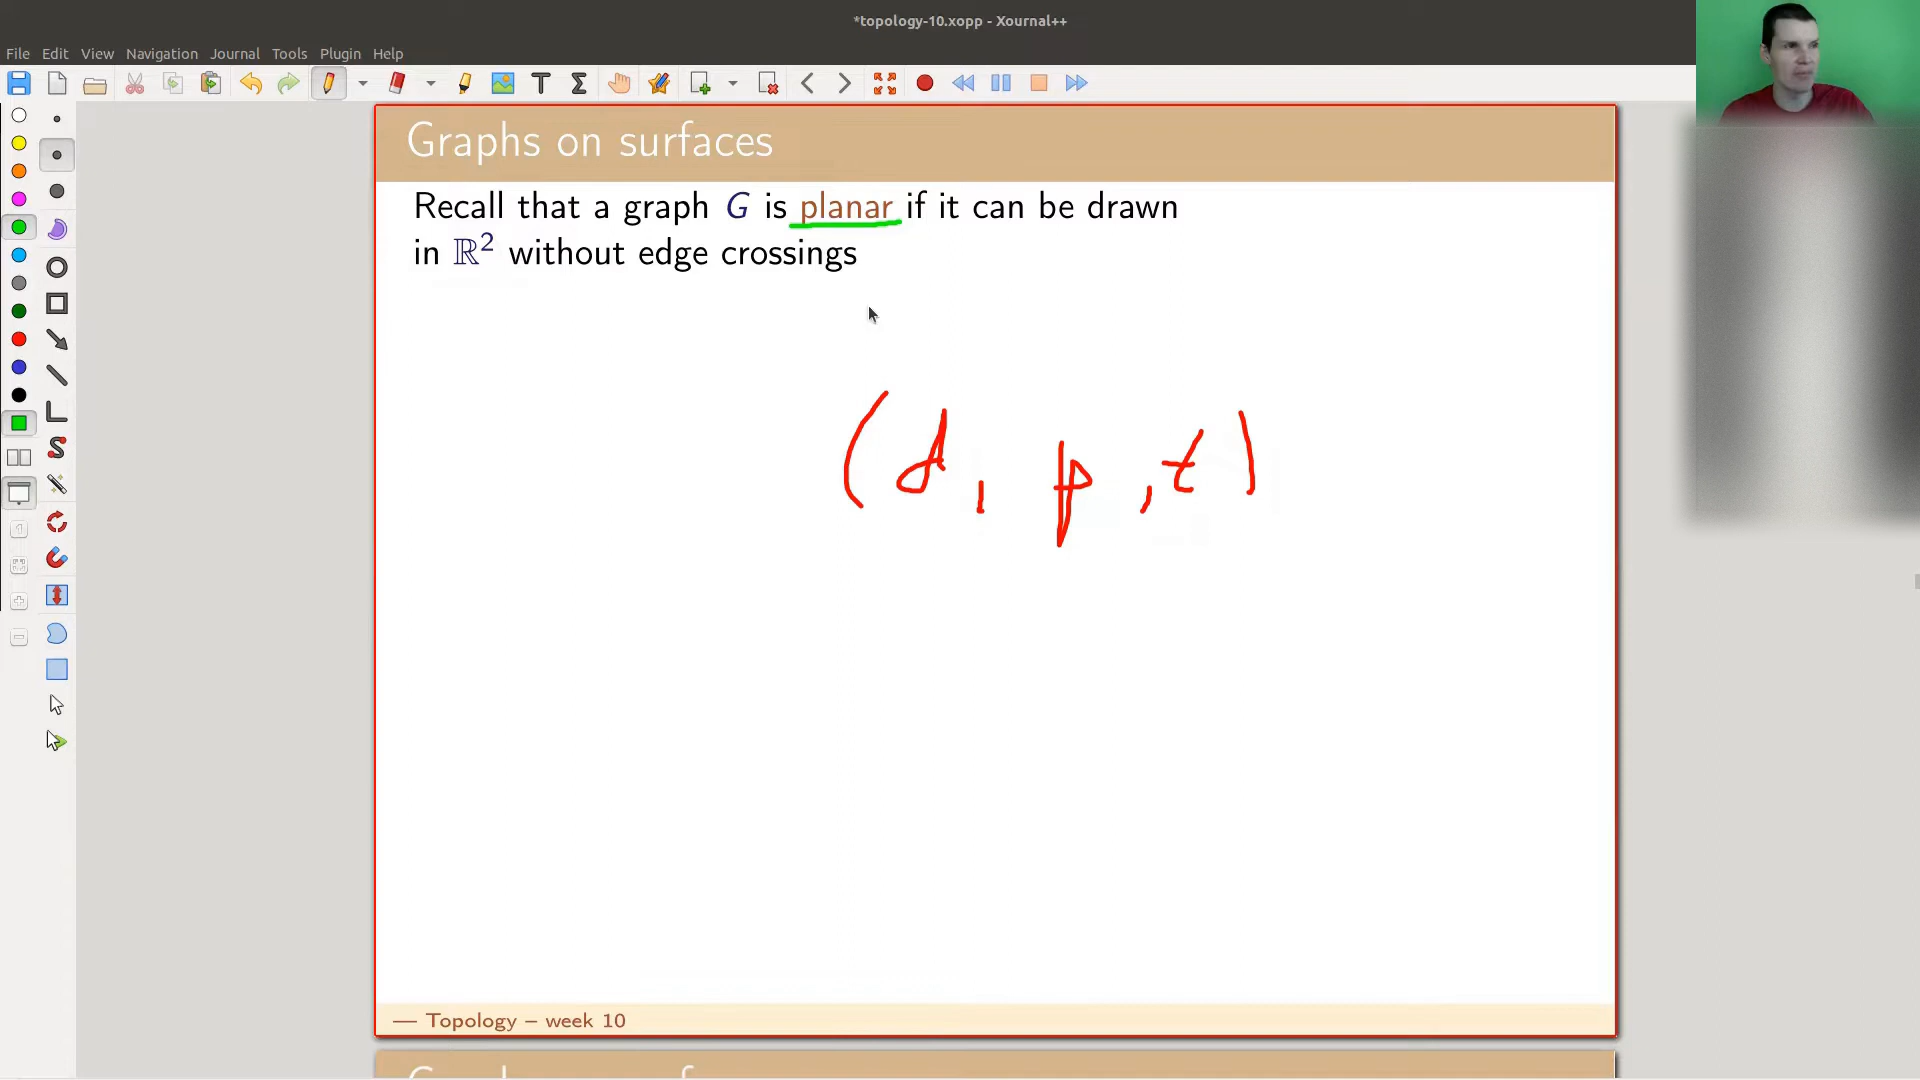 *topology-10.xopp - Xournal++
File Edit View Navigation Journal Tools Plugin Help
Graphs on surfaces
Recall that a graph G is planar if it can be drawn
in ℝ² without edge crossings
(d, p, t)
— Topology – week 10